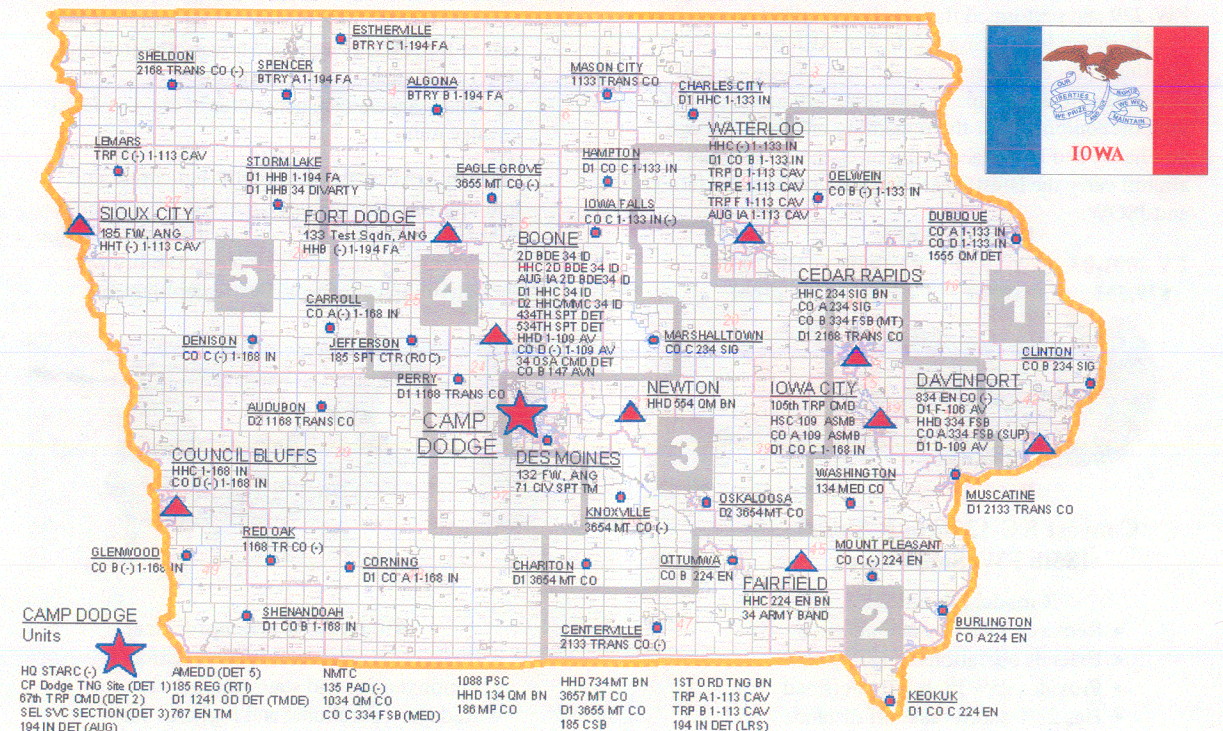 ESTHERVILLE
BTRY C 1-194 FA
SHELDON
2168 TRANS CO (-)
SPENCER
BTRY A1-194 FA
ALGONA
BTRY B 1-194 FA
MASON CITY
1133 TRANS CO
CHARLES CITY
D1 HHC 1-133 IN
OUR
LIBERTIES
WE PRIZE
AND OUR
RIGHTS
WE WILL
MAINTAIN
IOWA
LEMARS
TRP C (-) 1-113 CAV
STORM LAKE
D1 HHB 1-194 FA
D1 HHB 34 DIVARTY
EAGLE GROVE
3655 MT CO (-)
HAMPTON
D1 CO C 1-133 IN
IOWA FALLS
CO C 1-133 IN(-)
WATERLOO
HHC (-) 1-133 IN
D1 CO B 1-133 IN
TRP D 1-113 CAV
TRP E 1-113 CAV
TRP F 1-113 CAV
AUG IA 1-113 CAV
OELWEIN
CO B (-) 1-133 IN
DUBUQUE
CO A 1-133 IN
CO D 1-133 IN
1555 QM DET
SIOUX CITY
185 FW, ANG
HHT (-) 1-113 CAV
FORT DODGE
133 Test Sqdn, ANG
HHB (-) 1-194 FA
BOONE
2D BDE 34 ID
HHC 2D BDE 34 ID
AUG IA 2D BDE34 ID
D1 HHC 34 ID
D2 HHC/MMC 34 ID
434TH SPT DET
534TH SPT DET
HHD 1-109 AV
CO D (-) 1-109 AV
34 OSA CMD DET
CO B 147 AVN
CEDAR RAPIDS
HHC 234 SIG BN
CO A 234 SIG
CO B 334 FSB (MT)
D1 2168 TRANS CO
5
4
1
CARROLL
CO A(-) 1-168 IN
DENISON
CO C (-) 1-168 IN
JEFFERSON
185 SPT CTR (ROC)
MARSHALLTOWN
CO C 234 SIG
CLINTON
CO B 234 SIG
PERRY
D1 1168 TRANS CO
AUDUBON
D2 1168 TRANS CO
CAMP
DODGE
NEWTON
HHD 554 QM BN
IOWA CITY
105th TRP CMD
HSC 109 ASMB
CO A 109 ASMB
D1 CO C 1-168 IN
DAVENPORT
834 EN CO (-)
D1 F-106 AV
HHD 334 FSB
CO A 334 FSB (SUP)
D1 D-109 AV
3
COUNCIL BLUFFS
HHC 1-168 IN
CO D (-) 1-168 IN
DES MOINES
132 FW, ANG
71 CIV SPT TM
WASHINGTON
134 MED CO
MUSCATINE
D1 2133 TRANS CO
KNOXVILLE
3654 MT CO (-)
OSKALOOSA
D2 3654 MT CO
GLENWOOD
CO B (-) 1-168 IN
RED OAK
1168 TR CO (-)
CORNING
D1 CO A 1-168 IN
CHARITON
D1 3654 MT CO
OTTUMWA
CO B 224 EN
FAIRFIELD
HHC 224 EN BN
34 ARMY BAND
MOUNT PLEASANT
CO C (-) 224 EN
2
SHENANDOAH
D1 CO B 1-168 IN
CENTERVILLE
2133 TRANS CO (-)
BURLINGTON
CO A 224 EN
KEOKUK
D1 CO C 224 EN
CAMP DODGE
Units
HQ STARC (-)
CP Dodge TNG Site (DET 1)
67th TRP CMD (DET 2)
SEL SVC SECTION (DET 3)
194 IN DET (AUG)
AMEDD (DET 5)
185 REG (RTI)
D1 1241 OD DET (TMDE)
767 EN TM
NMTC
135 PAD (-)
1034 QM CO
CO C 334 FSB (MED)
1088 PSC
HHD 134 QM BN
186 MP CO
HHD 734 MT BN
3657 MT CO
D1 3655 MT CO
185 CSB
1ST ORD TNG BN
TRP A 1-113 CAV
TRP B 1-113 CAV
194 IN DET (LRS)